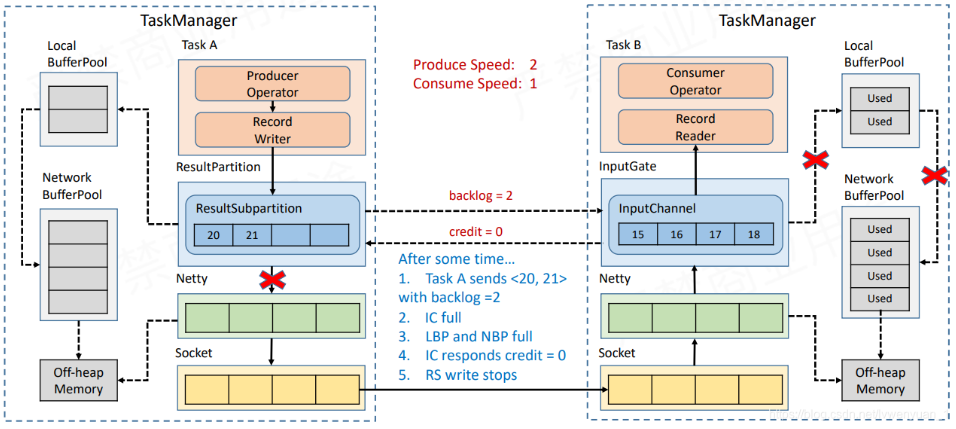 TaskManager
Local
BufferPool
Task A
Producer
Operator
Record
Writer
ResultPartition
ResultSubpartition
20
21
Network
BufferPool
Netty
Socket
Off-heap
Memory
Produce Speed: 2
Consume Speed: 1
backlog = 2
credit = 0
After some time…
1. Task A sends <20, 21>
with backlog =2
2. IC full
3. LBP and NBP full
4. IC responds credit = 0
5. RS write stops
TaskManager
Task B
Consumer
Operator
Record
Reader
InputGate
InputChannel
15
16
17
18
Netty
Socket
Local
BufferPool
Used
Used
Network
BufferPool
Used
Used
Used
Used
Off-heap
Memory